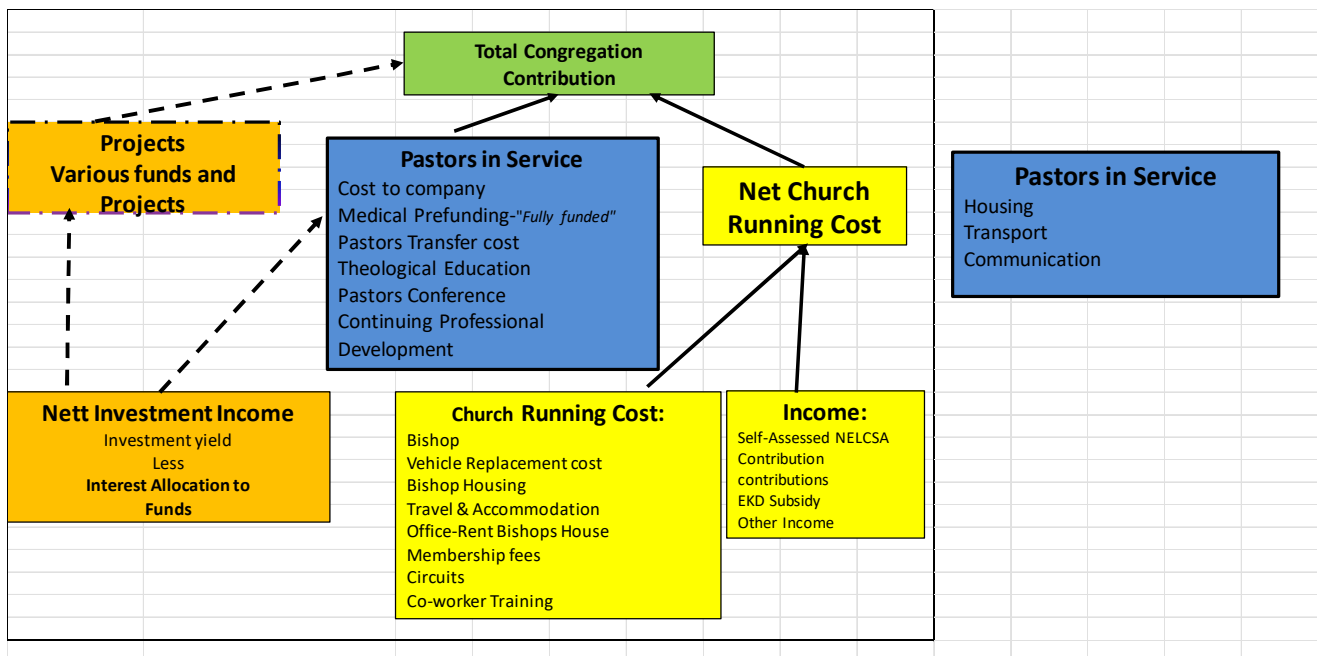 Total Congregation
Contribution
Projects
Various funds and
Projects
Pastors in Service
Cost to company
Medical Prefunding-"Fully funded"
Pastors Transfer cost
Theological Education
Pastors Conference
Continuing Professional
Development
Net Church
Running Cost
Pastors in Service
Housing
Transport
Communication
Nett Investment Income
Investment yield
Less
Interest Allocation to
Funds
Church Running Cost:
Bishop
Vehicle Replacement cost
Bishop Housing
Travel & Accommodation
Office-Rent Bishops House
Membership fees
Circuits
Co-worker Training
Income:
Self-Assessed NELCSA
Contribution
contributions
EKD Subsidy
Other Income